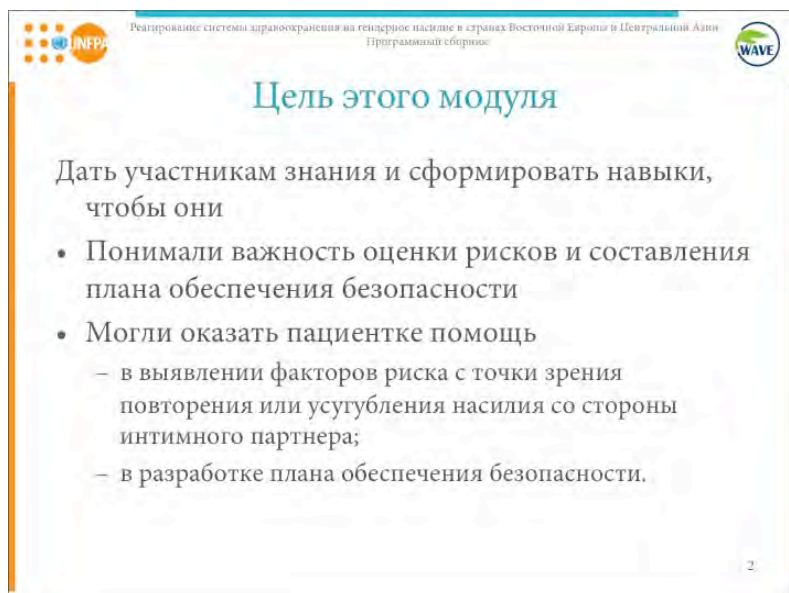 UNFPA
Реагирование системы здравоохранения на гендерное насилие в странах Восточной Европы и Центральной Азии
Программный сборник
WAVE
Цель этого модуля
Дать участникам знания и сформировать навыки,
чтобы они
• Понимали важность оценки рисков и составления
плана обеспечения безопасности
• Могли оказать пациентке помощь
– в выявлении факторов риска с точки зрения
повторения или усугубления насилия со стороны
интимного партнера;
– в разработке плана обеспечения безопасности.
2